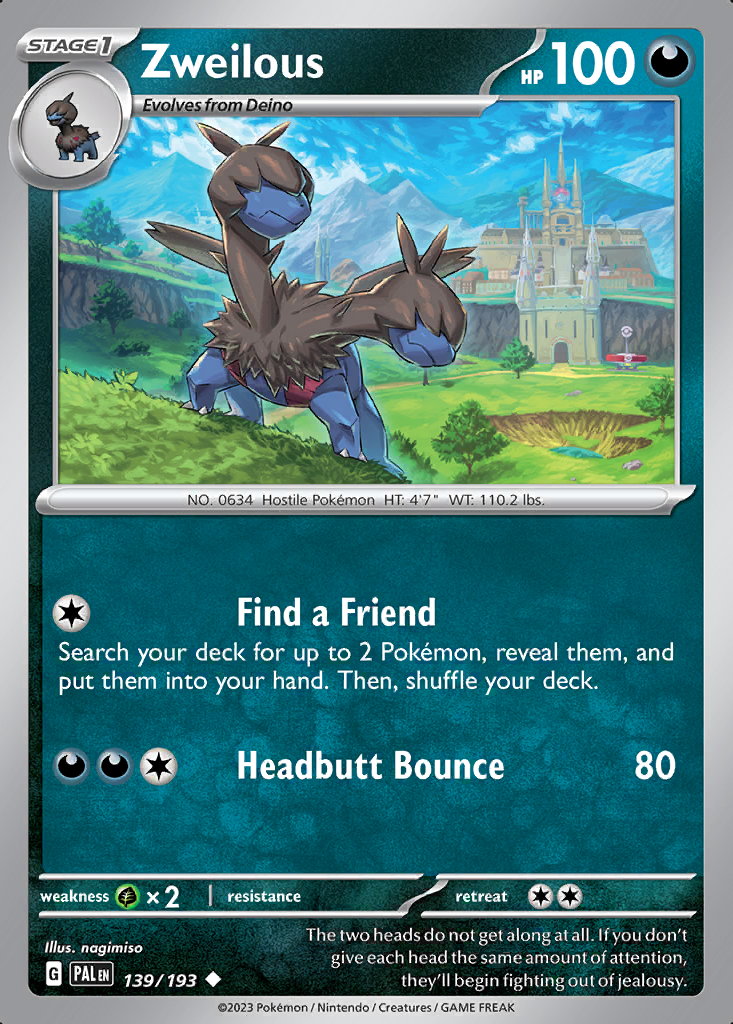 STAGE1
Zweilous
HP 100
Evolves from Deino
NO. 0634 Hostile Pokémon HT: 4'7" WT: 110.2 lbs.
Find a Friend
Search your deck for up to 2 Pokémon, reveal them, and
put them into your hand. Then, shuffle your deck.
Headbutt Bounce 80
weakness ×2 resistance retreat
Illus. nagimiso
The two heads do not get along at all. If you don't
give each head the same amount of attention,
they'll begin fighting out of jealousy.
G PAL EN 139/193
©2023 Pokémon / Nintendo / Creatures / GAME FREAK